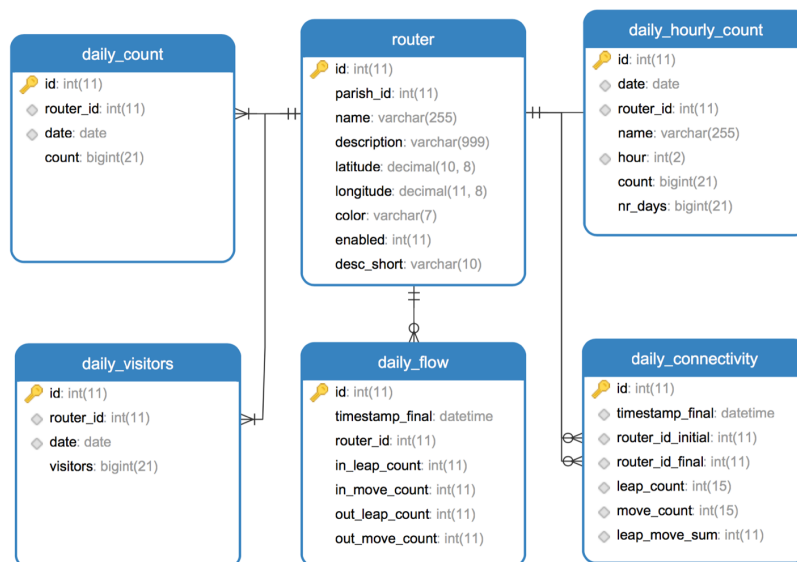 daily_count
id: int(11)
router_id: int(11)
date: date
count: bigint(21)
router
id: int(11)
parish_id: int(11)
name: varchar(255)
description: varchar(999)
latitude: decimal(10, 8)
longitude: decimal(11, 8)
color: varchar(7)
enabled: int(11)
desc_short: varchar(10)
daily_hourly_count
id: int(11)
date: date
router_id: int(11)
name: varchar(255)
hour: int(2)
count: bigint(21)
nr_days: bigint(21)
daily_visitors
id: int(11)
router_id: int(11)
date: date
visitors: bigint(21)
daily_flow
id: int(11)
timestamp_final: datetime
router_id: int(11)
in_leap_count: int(11)
in_move_count: int(11)
out_leap_count: int(11)
out_move_count: int(11)
daily_connectivity
id: int(11)
timestamp_final: datetime
router_id_initial: int(11)
router_id_final: int(11)
leap_count: int(15)
move_count: int(15)
leap_move_sum: int(11)